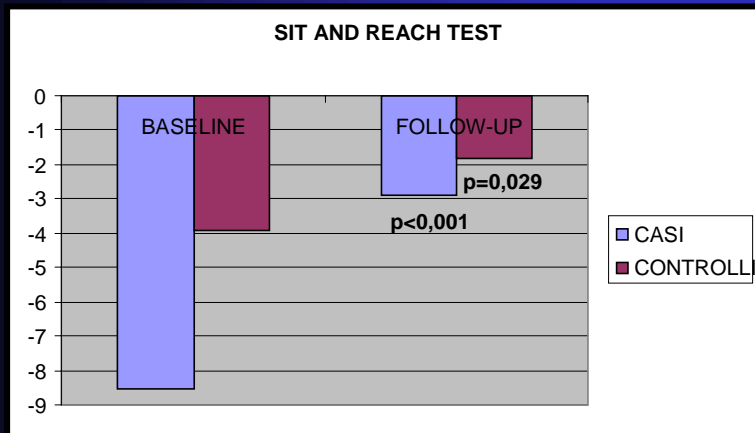 SIT AND REACH TEST
0
-1
-2
-3
-4
-5
-6
-7
-8
-9
BASELINE
FOLLOW-UP
p=0,029
p<0,001
CASI
CONTROLLI